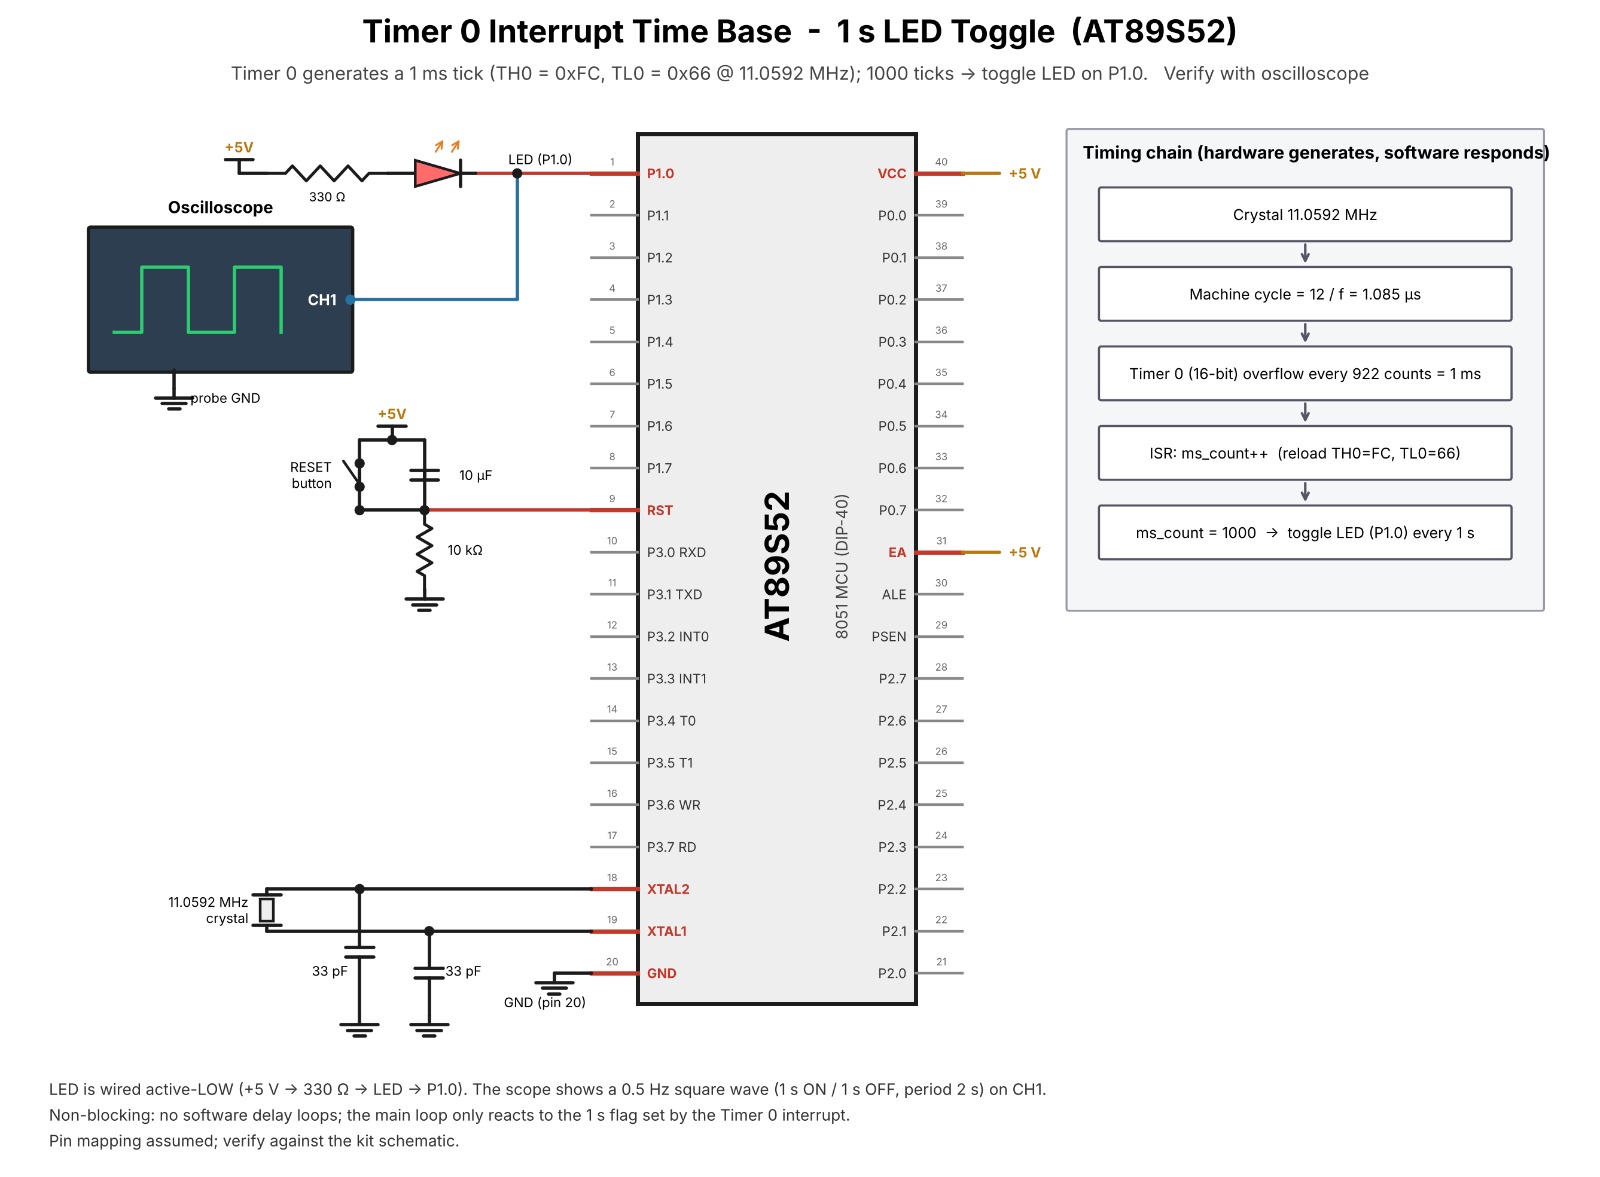 Timer 0 Interrupt Time Base - 1 s LED Toggle (AT89S52)
Timer 0 generates a 1 ms tick (TH0 = 0xFC, TL0 = 0x66 @ 11.0592 MHz); 1000 ticks → toggle LED on P1.0. Verify with oscilloscope
+5V
330 Ω
LED (P1.0)
Oscilloscope
CH1
probe GND
+5V
RESET
button
10 µF
10 kΩ
11.0592 MHz
crystal
33 pF
33 pF
GND (pin 20)
1 P1.0
2 P1.1
3 P1.2
4 P1.3
5 P1.4
6 P1.5
7 P1.6
8 P1.7
9 RST
10 P3.0 RXD
11 P3.1 TXD
12 P3.2 INT0
13 P3.3 INT1
14 P3.4 T0
15 P3.5 T1
16 P3.6 WR
17 P3.7 RD
18 XTAL2
19 XTAL1
20 GND
AT89S52
8051 MCU (DIP-40)
VCC 40 +5 V
P0.0 39
P0.1 38
P0.2 37
P0.3 36
P0.4 35
P0.5 34
P0.6 33
P0.7 32
EA 31 +5 V
ALE 30
PSEN 29
P2.7 28
P2.6 27
P2.5 26
P2.4 25
P2.3 24
P2.2 23
P2.1 22
P2.0 21
Timing chain (hardware generates, software responds)
Crystal 11.0592 MHz
Machine cycle = 12 / f = 1.085 µs
Timer 0 (16-bit) overflow every 922 counts = 1 ms
ISR: ms_count++ (reload TH0=FC, TL0=66)
ms_count = 1000 → toggle LED (P1.0) every 1 s
LED is wired active-LOW (+5 V → 330 Ω → LED → P1.0). The scope shows a 0.5 Hz square wave (1 s ON / 1 s OFF, period 2 s) on CH1.
Non-blocking: no software delay loops; the main loop only reacts to the 1 s flag set by the Timer 0 interrupt.
Pin mapping assumed; verify against the kit schematic.